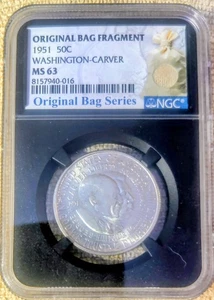 ORIGINAL BAG FRAGMENT
1951 50C
WASHINGTON-CARVER
MS 63
8157940-016
Original Bag Series
NGC